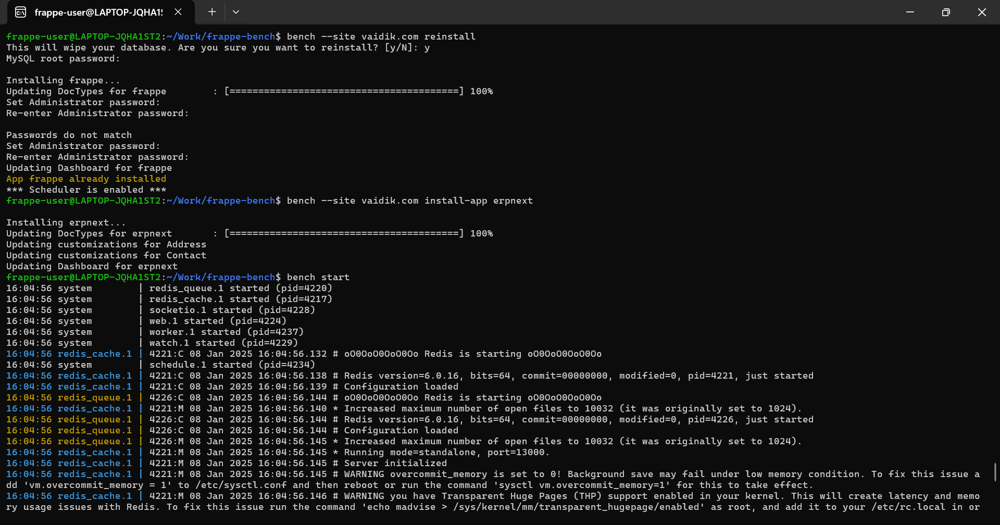 frappe-user@LAPTOP-JQHA1S
frappe-user@LAPTOP-JQHA1ST2:~/Work/frappe-bench$ bench --site vaidik.com reinstall
This will wipe your database. Are you sure you want to reinstall? [y/N]: y
MySQL root password:
Installing frappe...
Updating DocTypes for frappe        : [========================================] 100%
Set Administrator password:
Re-enter Administrator password:
Passwords do not match
Set Administrator password:
Re-enter Administrator password:
Updating Dashboard for frappe
App frappe already installed
*** Scheduler is enabled ***
frappe-user@LAPTOP-JQHA1ST2:~/Work/frappe-bench$ bench --site vaidik.com install-app erpnext
Installing erpnext...
Updating DocTypes for erpnext       : [========================================] 100%
Updating customizations for Address
Updating customizations for Contact
Updating Dashboard for erpnext
frappe-user@LAPTOP-JQHA1ST2:~/Work/frappe-bench$ bench start
16:04:56 system        | redis_queue.1 started (pid=4220)
16:04:56 system        | redis_cache.1 started (pid=4217)
16:04:56 system        | socketio.1 started (pid=4228)
16:04:56 system        | web.1 started (pid=4224)
16:04:56 system        | worker.1 started (pid=4237)
16:04:56 system        | watch.1 started (pid=4229)
16:04:56 redis_cache.1 | 4221:C 08 Jan 2025 16:04:56.132 # oO0OoO0OoO0Oo Redis is starting oO0OoO0OoO0Oo
16:04:56 system        | schedule.1 started (pid=4234)
16:04:56 redis_cache.1 | 4221:C 08 Jan 2025 16:04:56.138 # Redis version=6.0.16, bits=64, commit=00000000, modified=0, pid=4221, just started
16:04:56 redis_cache.1 | 4221:C 08 Jan 2025 16:04:56.139 # Configuration loaded
16:04:56 redis_queue.1 | 4226:C 08 Jan 2025 16:04:56.144 # oO0OoO0OoO0Oo Redis is starting oO0OoO0OoO0Oo
16:04:56 redis_cache.1 | 4221:M 08 Jan 2025 16:04:56.140 * Increased maximum number of open files to 10032 (it was originally set to 1024).
16:04:56 redis_queue.1 | 4226:C 08 Jan 2025 16:04:56.144 # Redis version=6.0.16, bits=64, commit=00000000, modified=0, pid=4226, just started
16:04:56 redis_queue.1 | 4226:C 08 Jan 2025 16:04:56.144 # Configuration loaded
16:04:56 redis_queue.1 | 4226:M 08 Jan 2025 16:04:56.145 * Increased maximum number of open files to 10032 (it was originally set to 1024).
16:04:56 redis_cache.1 | 4221:M 08 Jan 2025 16:04:56.145 * Running mode=standalone, port=13000.
16:04:56 redis_cache.1 | 4221:M 08 Jan 2025 16:04:56.145 # Server initialized
16:04:56 redis_cache.1 | 4221:M 08 Jan 2025 16:04:56.145 # WARNING overcommit_memory is set to 0! Background save may fail under low memory condition. To fix this issue a
dd 'vm.overcommit_memory = 1' to /etc/sysctl.conf and then reboot or run the command 'sysctl vm.overcommit_memory=1' for this to take effect.
16:04:56 redis_cache.1 | 4221:M 08 Jan 2025 16:04:56.146 # WARNING you have Transparent Huge Pages (THP) support enabled in your kernel. This will create latency and memo
ry usage issues with Redis. To fix this issue run the command 'echo madvise > /sys/kernel/mm/transparent_hugepage/enabled' as root, and add it to your /etc/rc.local in or